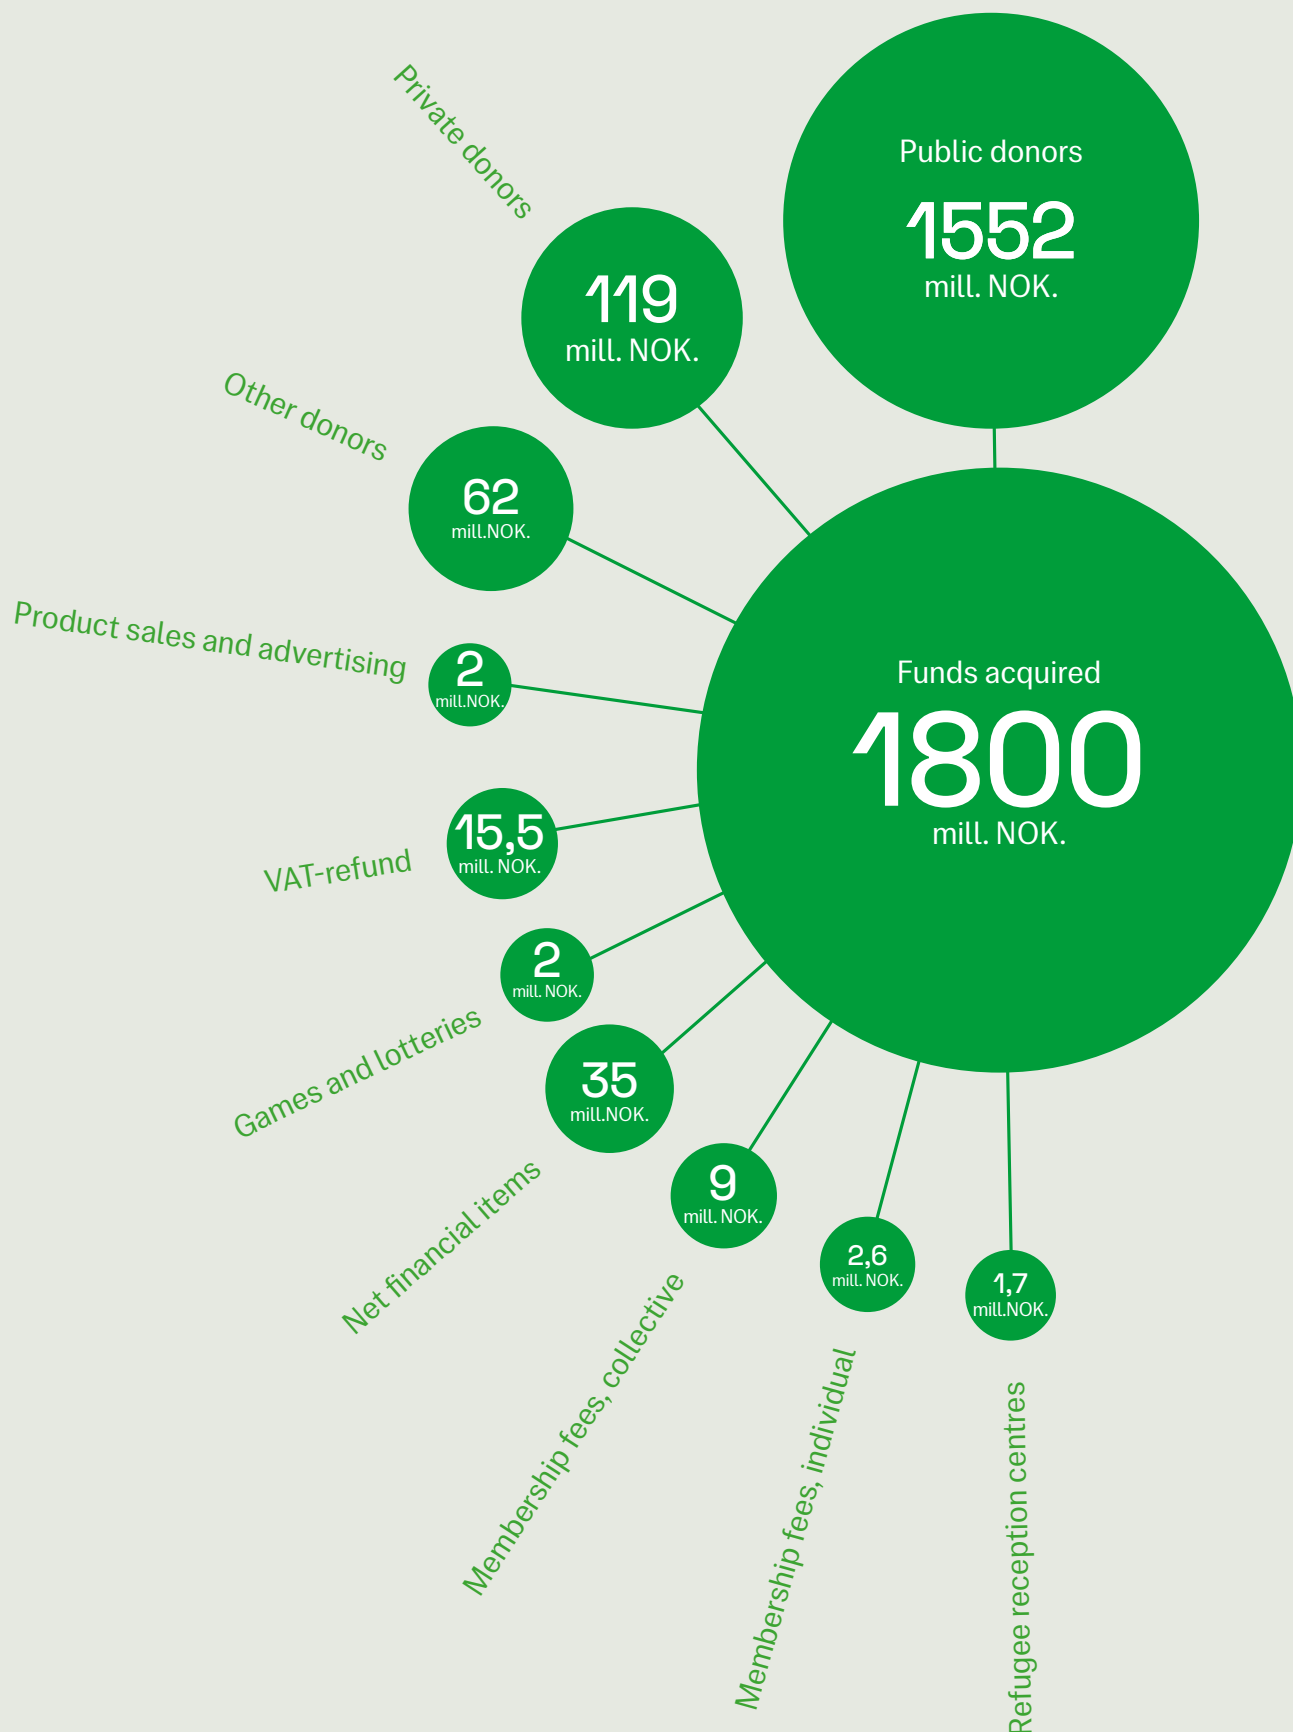 Public donors
1552
mill. NOK.
Private donors
119
mill. NOK.
Other donors
62
mill.NOK.
Product sales and advertising
2
mill.NOK.
Funds acquired
1800
mill. NOK.
VAT-refund
15,5
mill. NOK.
Games and lotteries
2
mill. NOK.
Net financial items
35
mill.NOK.
Membership fees, collective
9
mill. NOK.
Membership fees, individual
2,6
mill. NOK.
Refugee reception centres
1,7
mill.NOK.